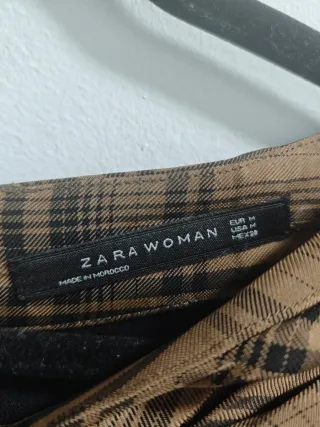 ZARA WOMAN
MADE IN MOROCCO
EUR M
USA M
MEX 28